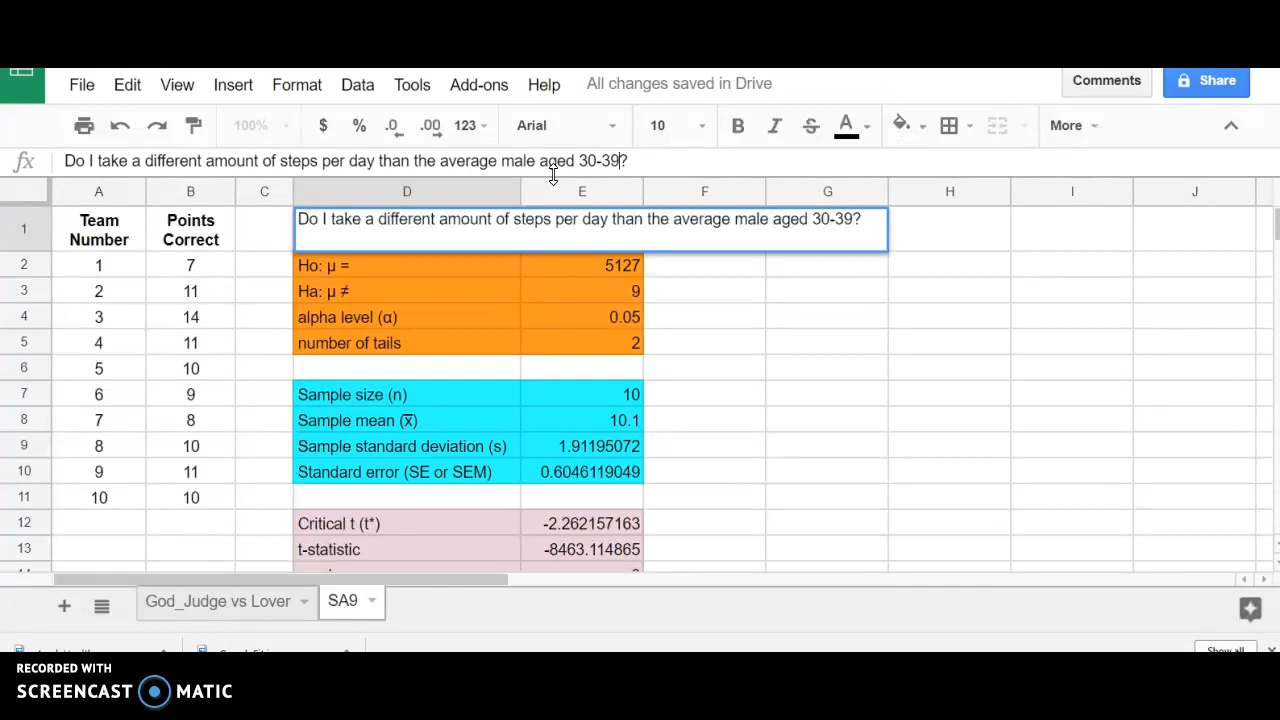 File Edit View Insert Format Data Tools Add-ons Help All changes saved in Drive Comments Share
100% $ % .0 .00 123 Arial 10 B I S A More
fx Do I take a different amount of steps per day than the average male aged 30-39?
A B C D E F G H I J
1 Team Number Points Correct Do I take a different amount of steps per day than the average male aged 30-39?
2 1 7 Ho: μ = 5127
3 2 11 Ha: μ ≠ 9
4 3 14 alpha level (α) 0.05
5 4 11 number of tails 2
6 5 10
7 6 9 Sample size (n) 10
8 7 8 Sample mean (x̅) 10.1
9 8 10 Sample standard deviation (s) 1.91195072
10 9 11 Standard error (SE or SEM) 0.6046119049
11 10 10
12 Critical t (t*) -2.262157163
13 t-statistic -8463.114865
God_Judge vs Lover SA9
Show all
RECORDED WITH
SCREENCAST MATIC